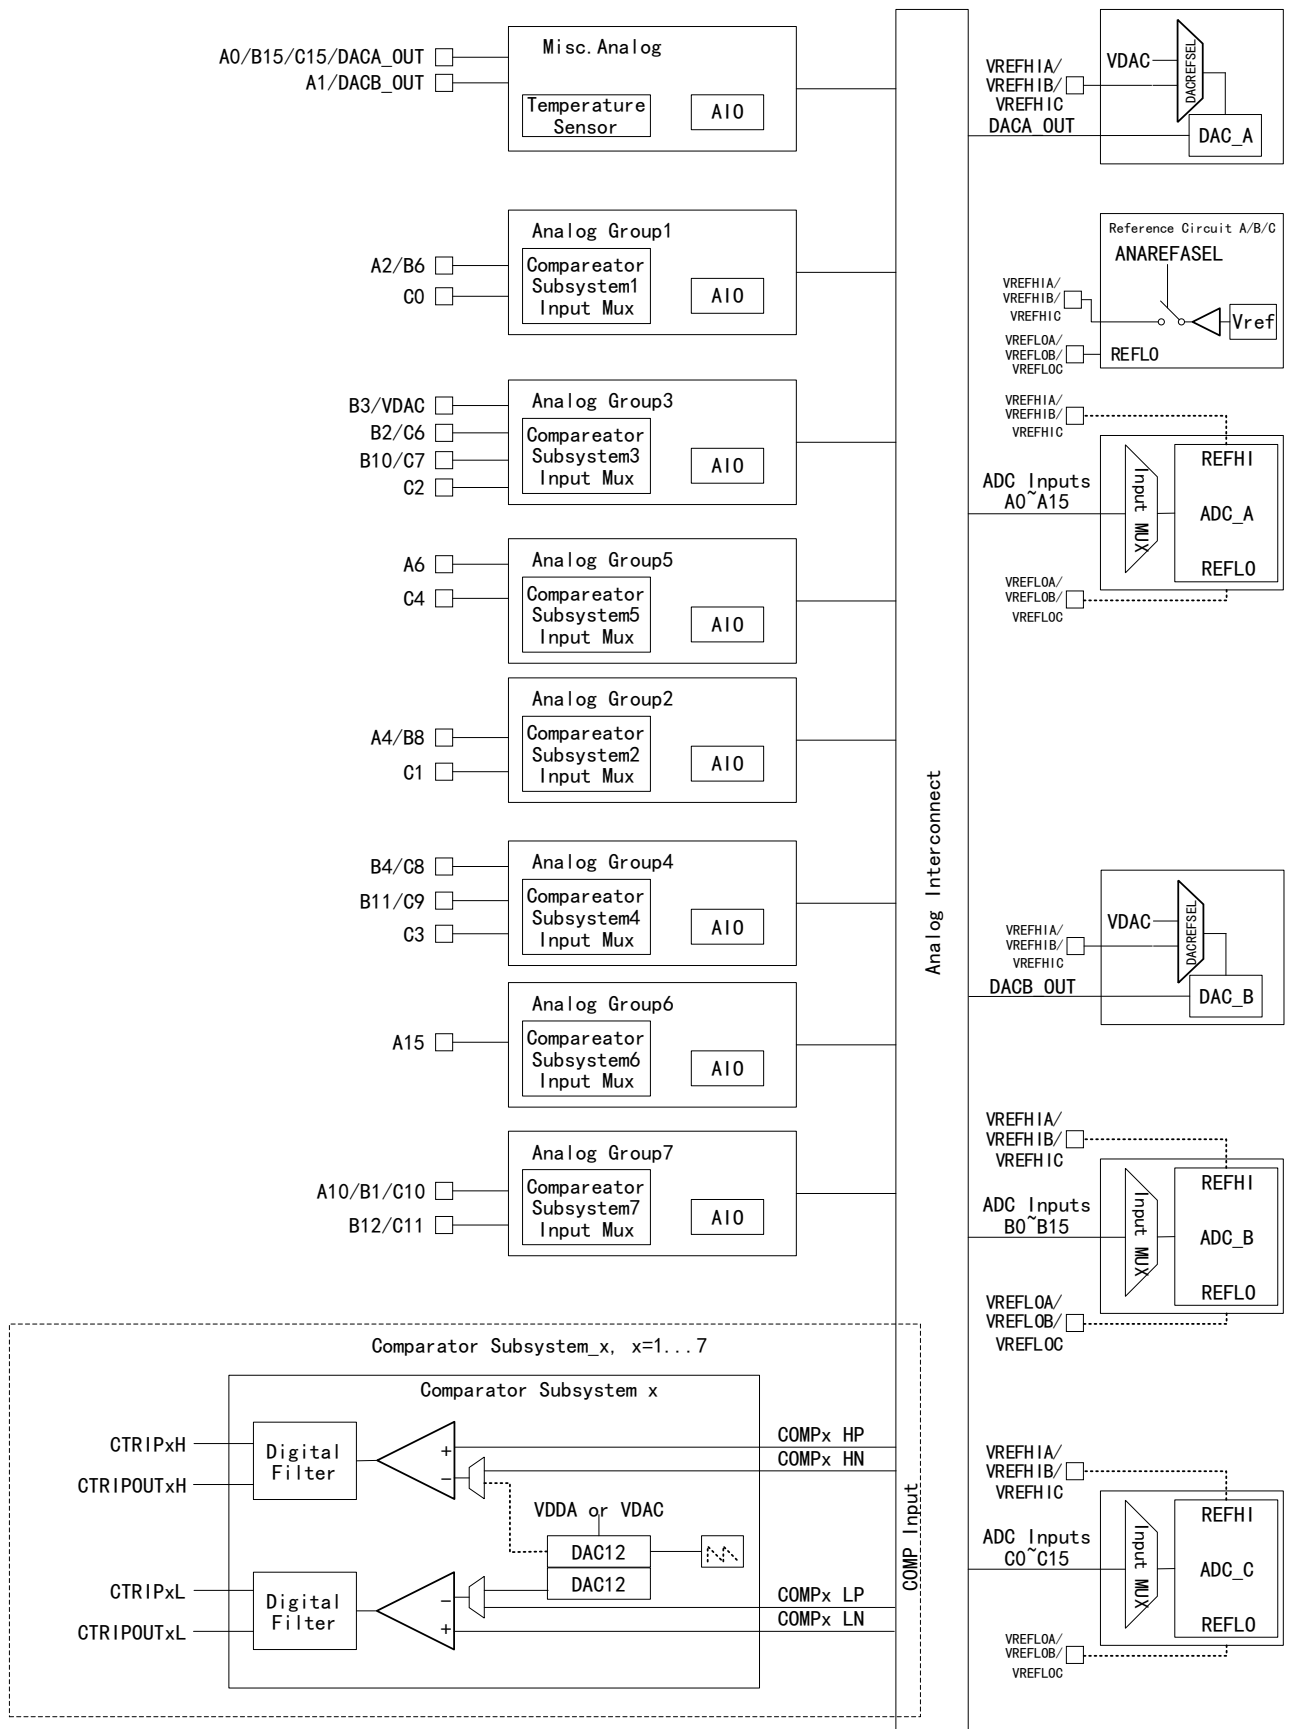 A0/B15/C15/DACA_OUT
A1/DACB_OUT
Misc.Analog
Temperature
Sensor
AIO
A2/B6
C0
Analog Group1
Compareator
Subsystem1
Input Mux
AIO
B3/VDAC
B2/C6
B10/C7
C2
Analog Group3
Compareator
Subsystem3
Input Mux
AIO
A6
C4
Analog Group5
Compareator
Subsystem5
Input Mux
AIO
A4/B8
C1
Analog Group2
Compareator
Subsystem2
Input Mux
AIO
B4/C8
B11/C9
C3
Analog Group4
Compareator
Subsystem4
Input Mux
AIO
A15
Analog Group6
Compareator
Subsystem6
Input Mux
AIO
A10/B1/C10
B12/C11
Analog Group7
Compareator
Subsystem7
Input Mux
AIO
Comparator Subsystem_x, x=1...7
Comparator Subsystem x
CTRIPxH
CTRIPOUTxH
Digital
Filter
+
−
COMPx HP
COMPx HN
VDDA or VDAC
DAC12
DAC12
CTRIPxL
CTRIPOUTxL
Digital
Filter
−
+
COMPx LP
COMPx LN
COMP Input
Analog Interconnect
VREFHIA/
VREFHIB/
VREFHIC
DACA_OUT
VDAC
DACREFSEL
DAC_A
Reference Circuit A/B/C
ANAREFASEL
VREFHIA/
VREFHIB/
VREFHIC
Vref
VREFLOA/
VREFLOB/
VREFLOC
REFLO
VREFHIA/
VREFHIB/
VREFHIC
ADC Inputs
A0~A15
Input MUX
REFHI
ADC_A
REFLO
VREFLOA/
VREFLOB/
VREFLOC
VREFHIA/
VREFHIB/
VREFHIC
DACB_OUT
VDAC
DACREFSEL
DAC_B
VREFHIA/
VREFHIB/
VREFHIC
ADC Inputs
B0~B15
Input MUX
REFHI
ADC_B
REFLO
VREFLOA/
VREFLOB/
VREFLOC
VREFHIA/
VREFHIB/
VREFHIC
ADC Inputs
C0~C15
Input MUX
REFHI
ADC_C
REFLO
VREFLOA/
VREFLOB/
VREFLOC